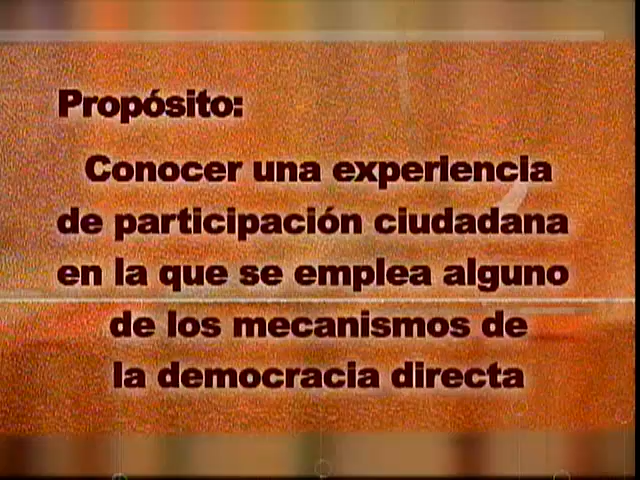 Propósito:
Conocer una experiencia
de participación ciudadana
en la que se emplea alguno
de los mecanismos de
la democracia directa